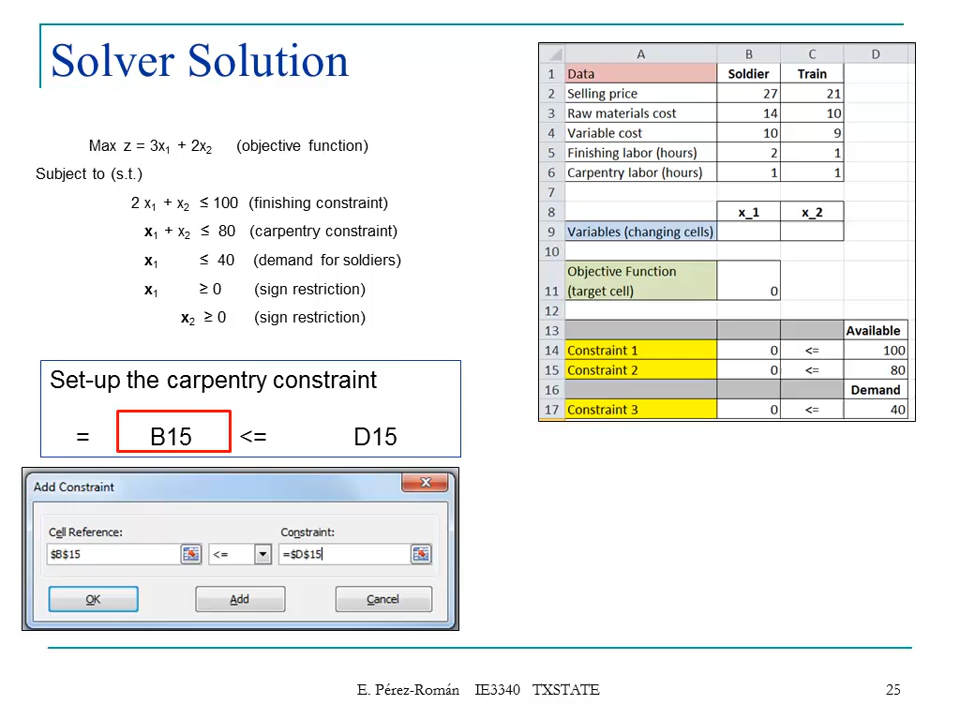 Solver Solution
Max z = 3x₁ + 2x₂ (objective function)
Subject to (s.t.)
2 x₁ + x₂ ≤ 100 (finishing constraint)
x₁ + x₂ ≤ 80 (carpentry constraint)
x₁ ≤ 40 (demand for soldiers)
x₁ ≥ 0 (sign restriction)
x₂ ≥ 0 (sign restriction)
Set-up the carpentry constraint
= B15 <= D15
Add Constraint
x
Cell Reference: Constraint:
$B$15 <= =$D$15
OK Add Cancel
A B C D
1 Data Soldier Train
2 Selling price 27 21
3 Raw materials cost 14 10
4 Variable cost 10 9
5 Finishing labor (hours) 2 1
6 Carpentry labor (hours) 1 1
7
8 x_1 x_2
9 Variables (changing cells)
10
Objective Function
11 (target cell) 0
12
13 Available
14 Constraint 1 0 <= 100
15 Constraint 2 0 <= 80
16 Demand
17 Constraint 3 0 <= 40
E. Pérez-Román IE3340 TXSTATE 25